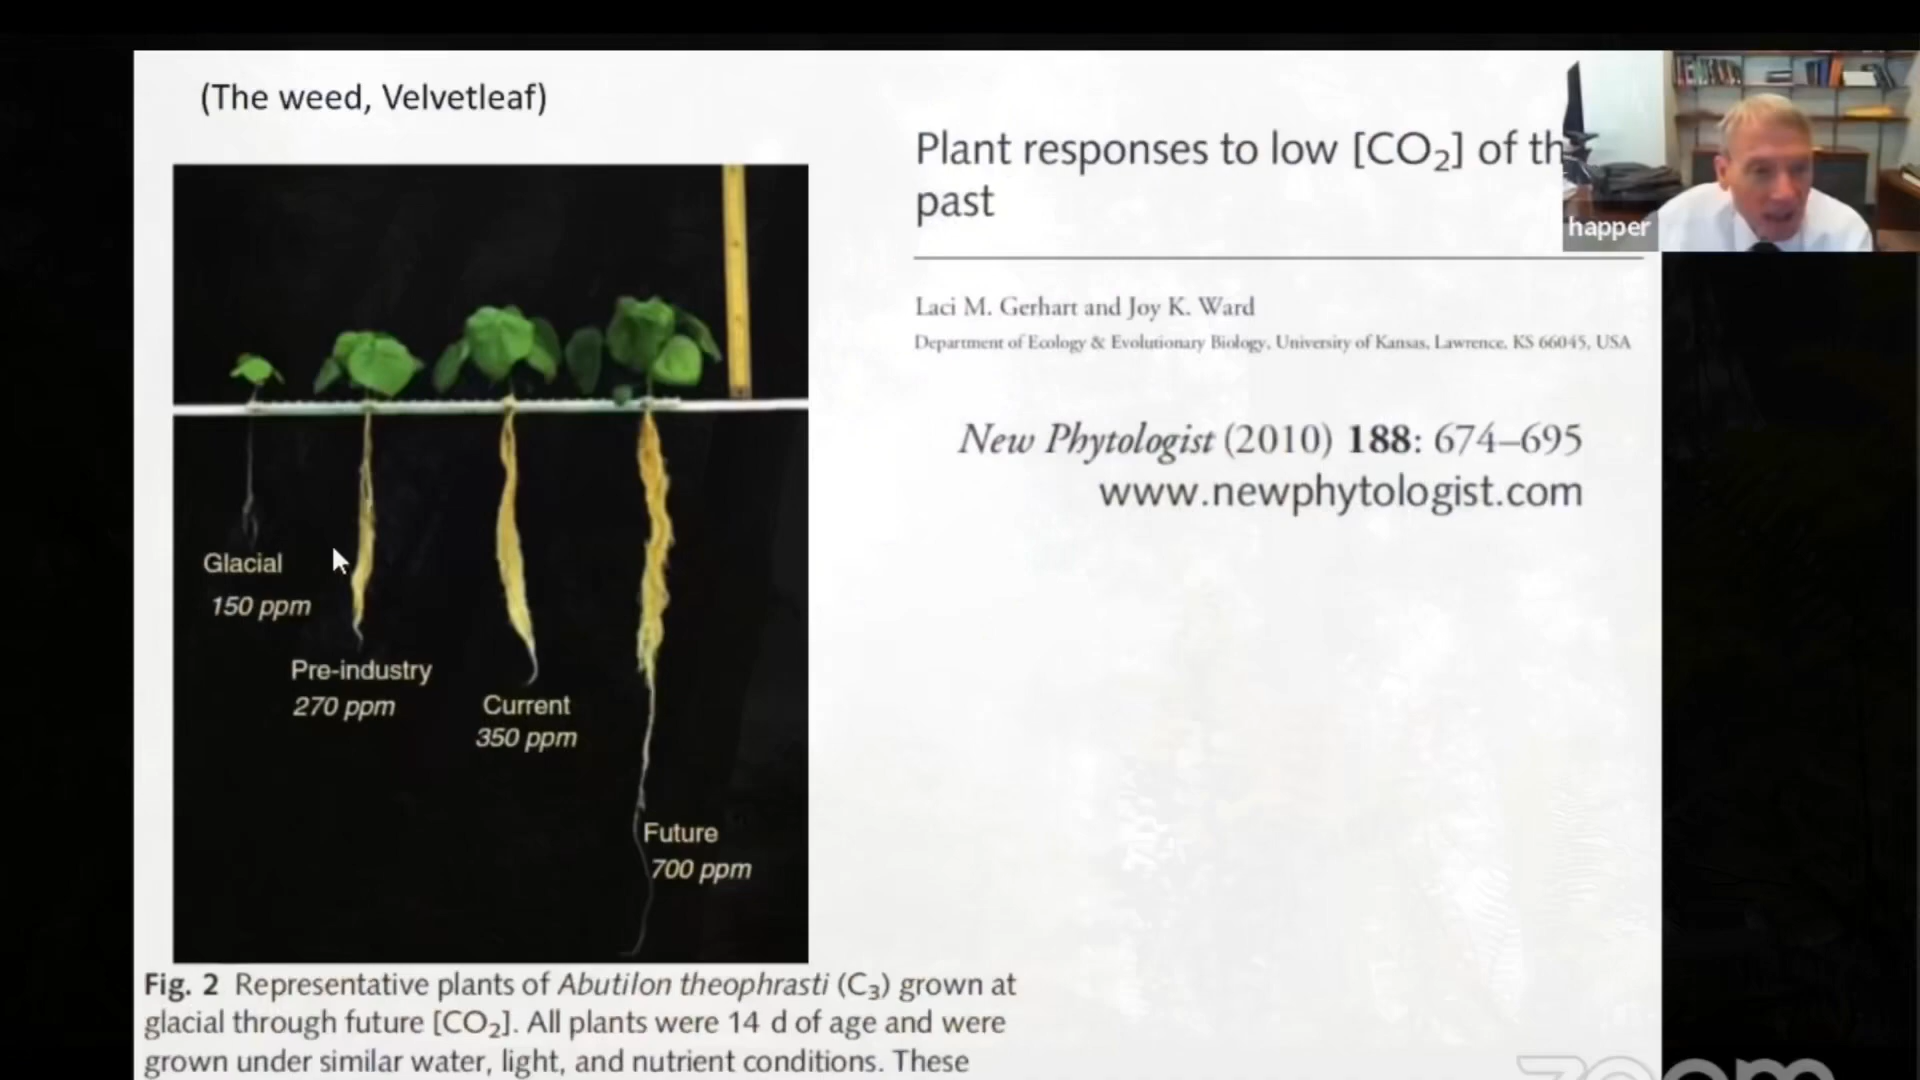 (The weed, Velvetleaf)
Plant responses to low [CO₂] of th
past
happer
Laci M. Gerhart and Joy K. Ward
Department of Ecology & Evolutionary Biology, University of Kansas, Lawrence, KS 66045, USA
New Phytologist (2010) 188: 674–695
www.newphytologist.com
Glacial
150 ppm
Pre-industry
270 ppm
Current
350 ppm
Future
700 ppm
Fig. 2 Representative plants of Abutilon theophrasti (C₃) grown at
glacial through future [CO₂]. All plants were 14 d of age and were
grown under similar water, light, and nutrient conditions. These
zoom